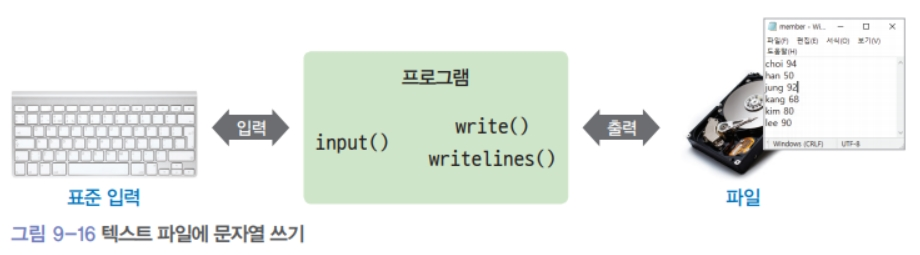 표준 입력
입력
프로그램
input()
write()
writelines()
출력
member - Wi...
파일(F) 편집(E) 서식(O) 보기(V)
도움말(H)
choi 94
han 50
jung 92
kang 68
kim 80
lee 90
Windows (CRLF) UTF-8
파일
그림 9-16 텍스트 파일에 문자열 쓰기